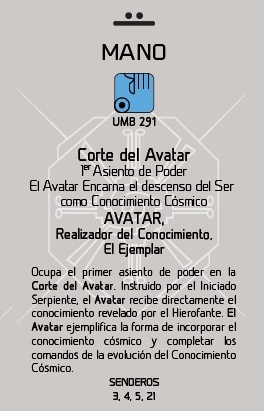 MANO
UMB 291
Corte del Avatar
1er Asiento de Poder
El Avatar Encarna el descenso del Ser
como Conocimiento Cósmico
AVATAR,
Realizador del Conocimiento,
El Ejemplar
Ocupa el primer asiento de poder en la
Corte del Avatar. Instruido por el Iniciado
Serpiente, el Avatar recibe directamente el
conocimiento revelado por el Hierofante. El
Avatar ejemplifica la forma de incorporar el
conocimiento cósmico y completar los
comandos de la evolución del Conocimiento
Cósmico.
SENDEROS
3, 4, 5, 21